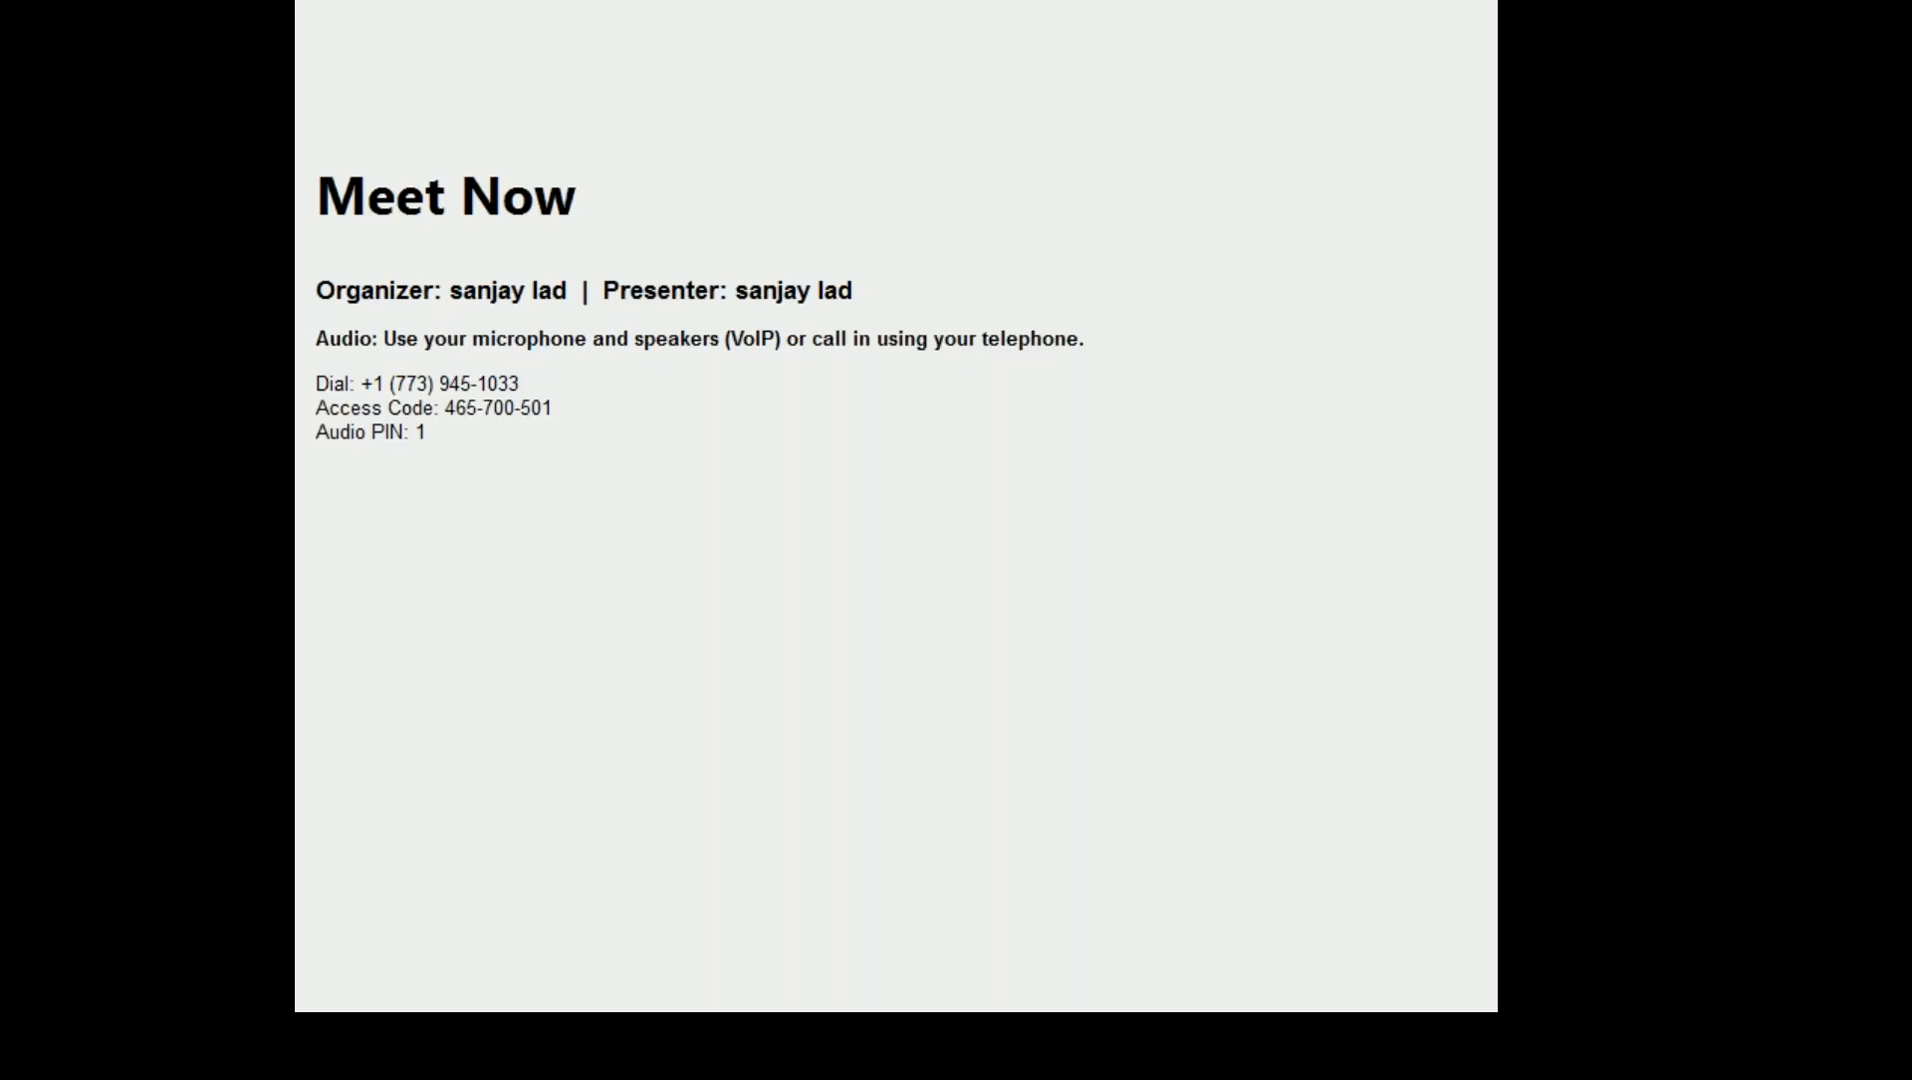 Meet Now
Organizer: sanjay lad | Presenter: sanjay lad
Audio: Use your microphone and speakers (VoIP) or call in using your telephone.
Dial: +1 (773) 945-1033
Access Code: 465-700-501
Audio PIN: 1